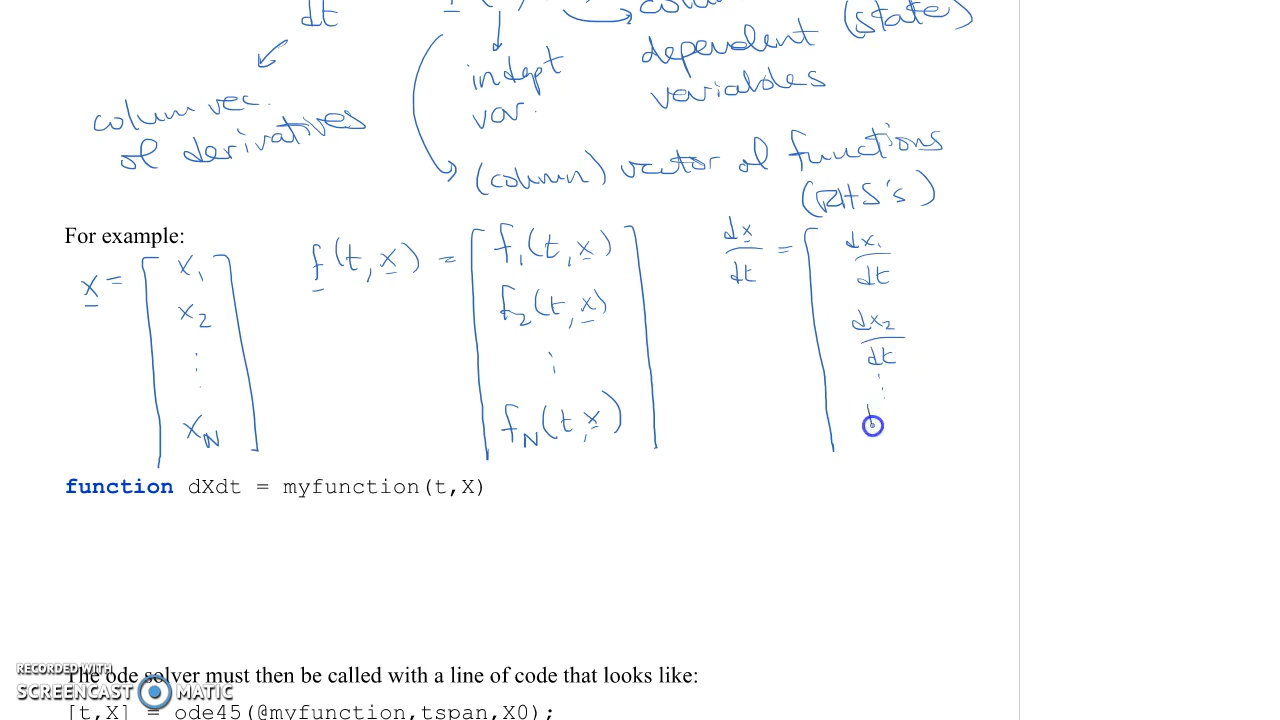 dt
dependent (state)
indept
variables
var.
column vec.
of derivatives
(column) vector of functions
(RHS's)
For example:
x = [ x₁ x₂ ⋮ x_N ]
f(t, x) = [ f₁(t, x) f₂(t, x) ⋮ f_N(t, x) ]
dx/dt = [ dx₁/dt dx₂/dt ⋮
function dXdt = myfunction(t,X)
The ode solver must then be called with a line of code that looks like:
[t,X] = ode45(@myfunction,tspan,X0);
RECORDED WITH
SCREENCAST MATIC